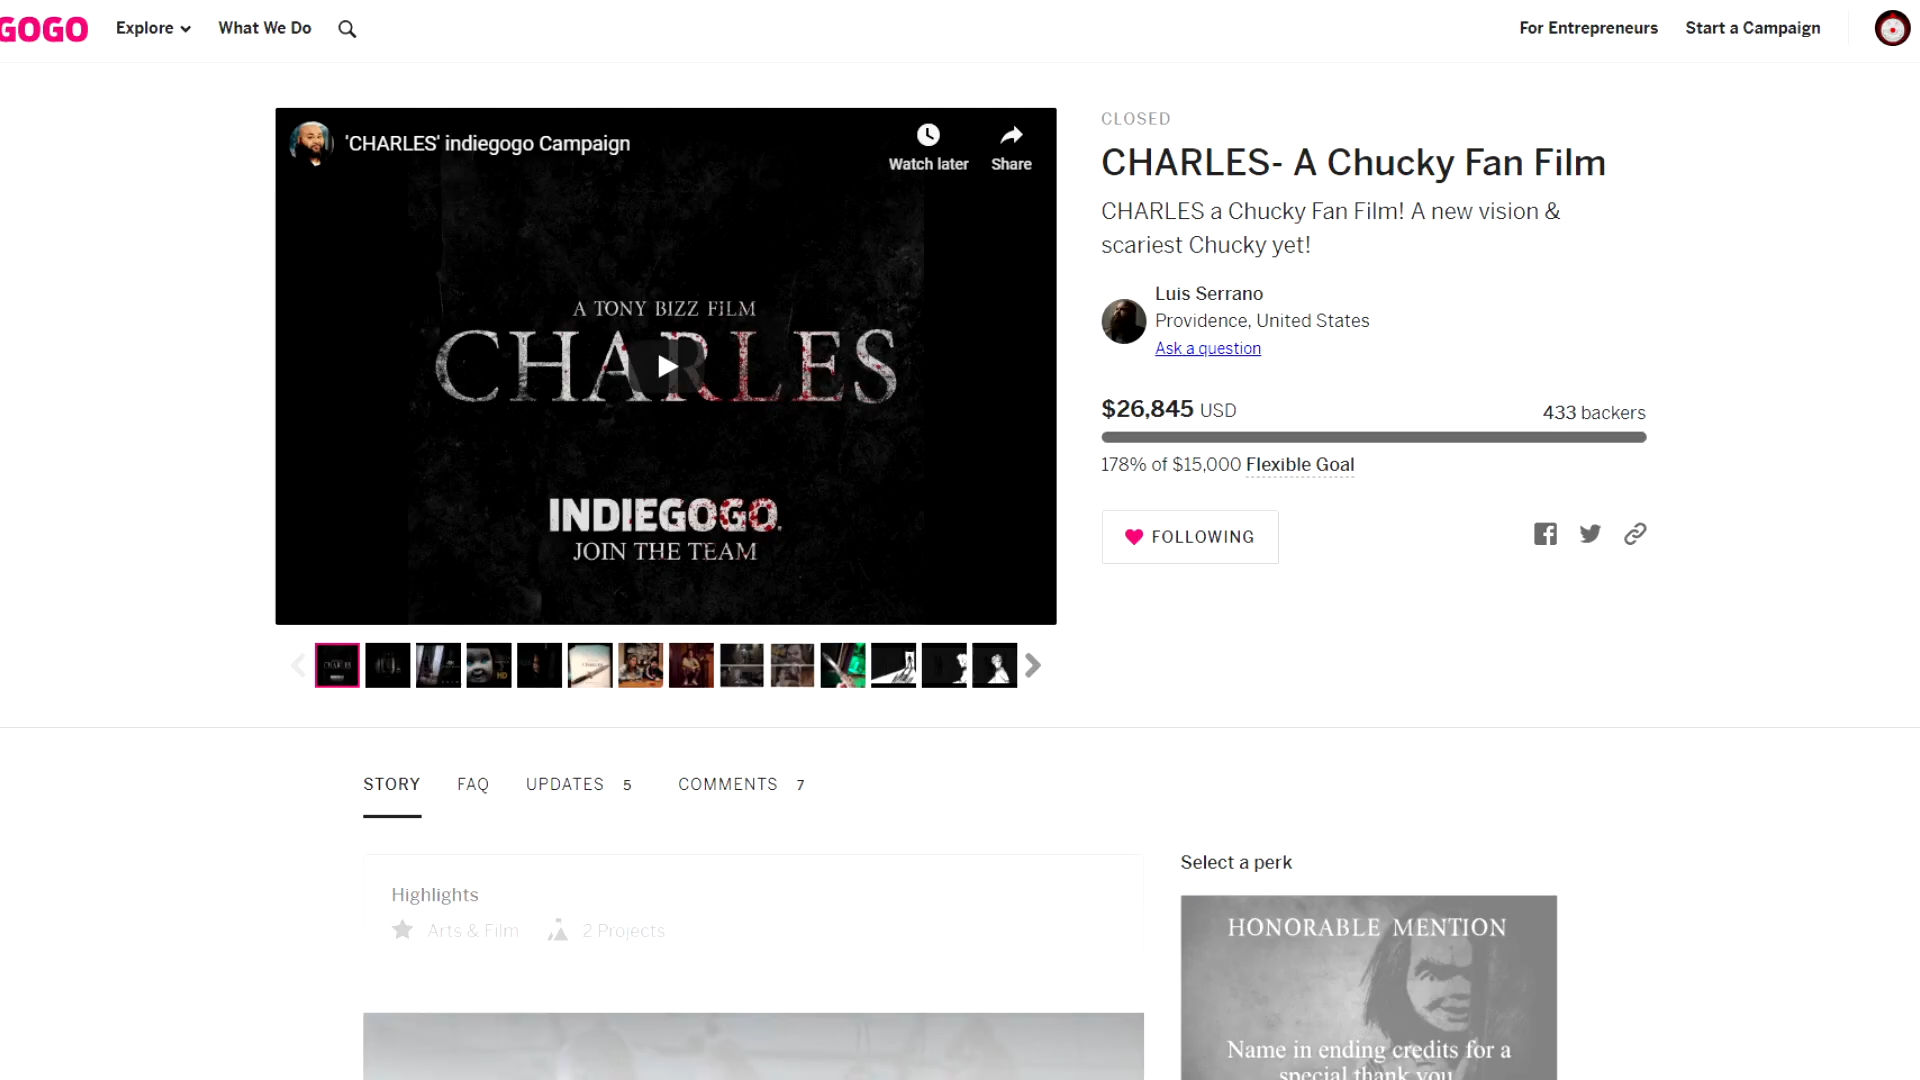 GOGO
Explore
What We Do
For Entrepreneurs
Start a Campaign
'CHARLES' indiegogo Campaign
Watch later
Share
A TONY BIZZ FILM
CHARLES
INDIEGOGO.
JOIN THE TEAM
CLOSED
CHARLES- A Chucky Fan Film
CHARLES a Chucky Fan Film! A new vision &
scariest Chucky yet!
Luis Serrano
Providence, United States
Ask a question
$26,845 USD
433 backers
178% of $15,000 Flexible Goal
FOLLOWING
STORY
FAQ
UPDATES 5
COMMENTS 7
Highlights
Arts & Film
2 Projects
Select a perk
HONORABLE MENTION
Name in ending credits for a
special thank you